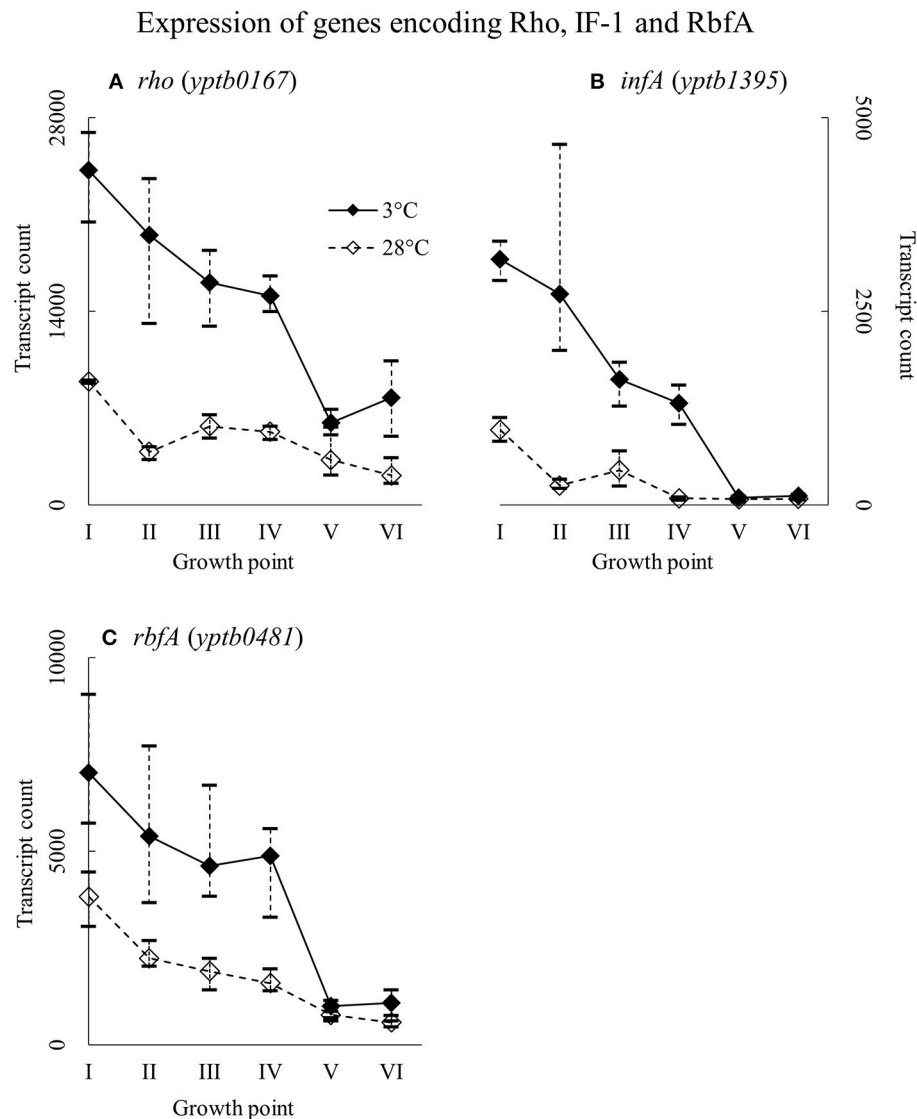 Expression of genes encoding Rho, IF-1 and RbfA
A rho (yptb0167)
28000
14000
0
Transcript count
3°C
28°C
I II III IV V VI
Growth point
B infA (yptb1395)
5000
2500
0
Transcript count
I II III IV V VI
Growth point
C rbfA (yptb0481)
10000
5000
0
Transcript count
I II III IV V VI
Growth point